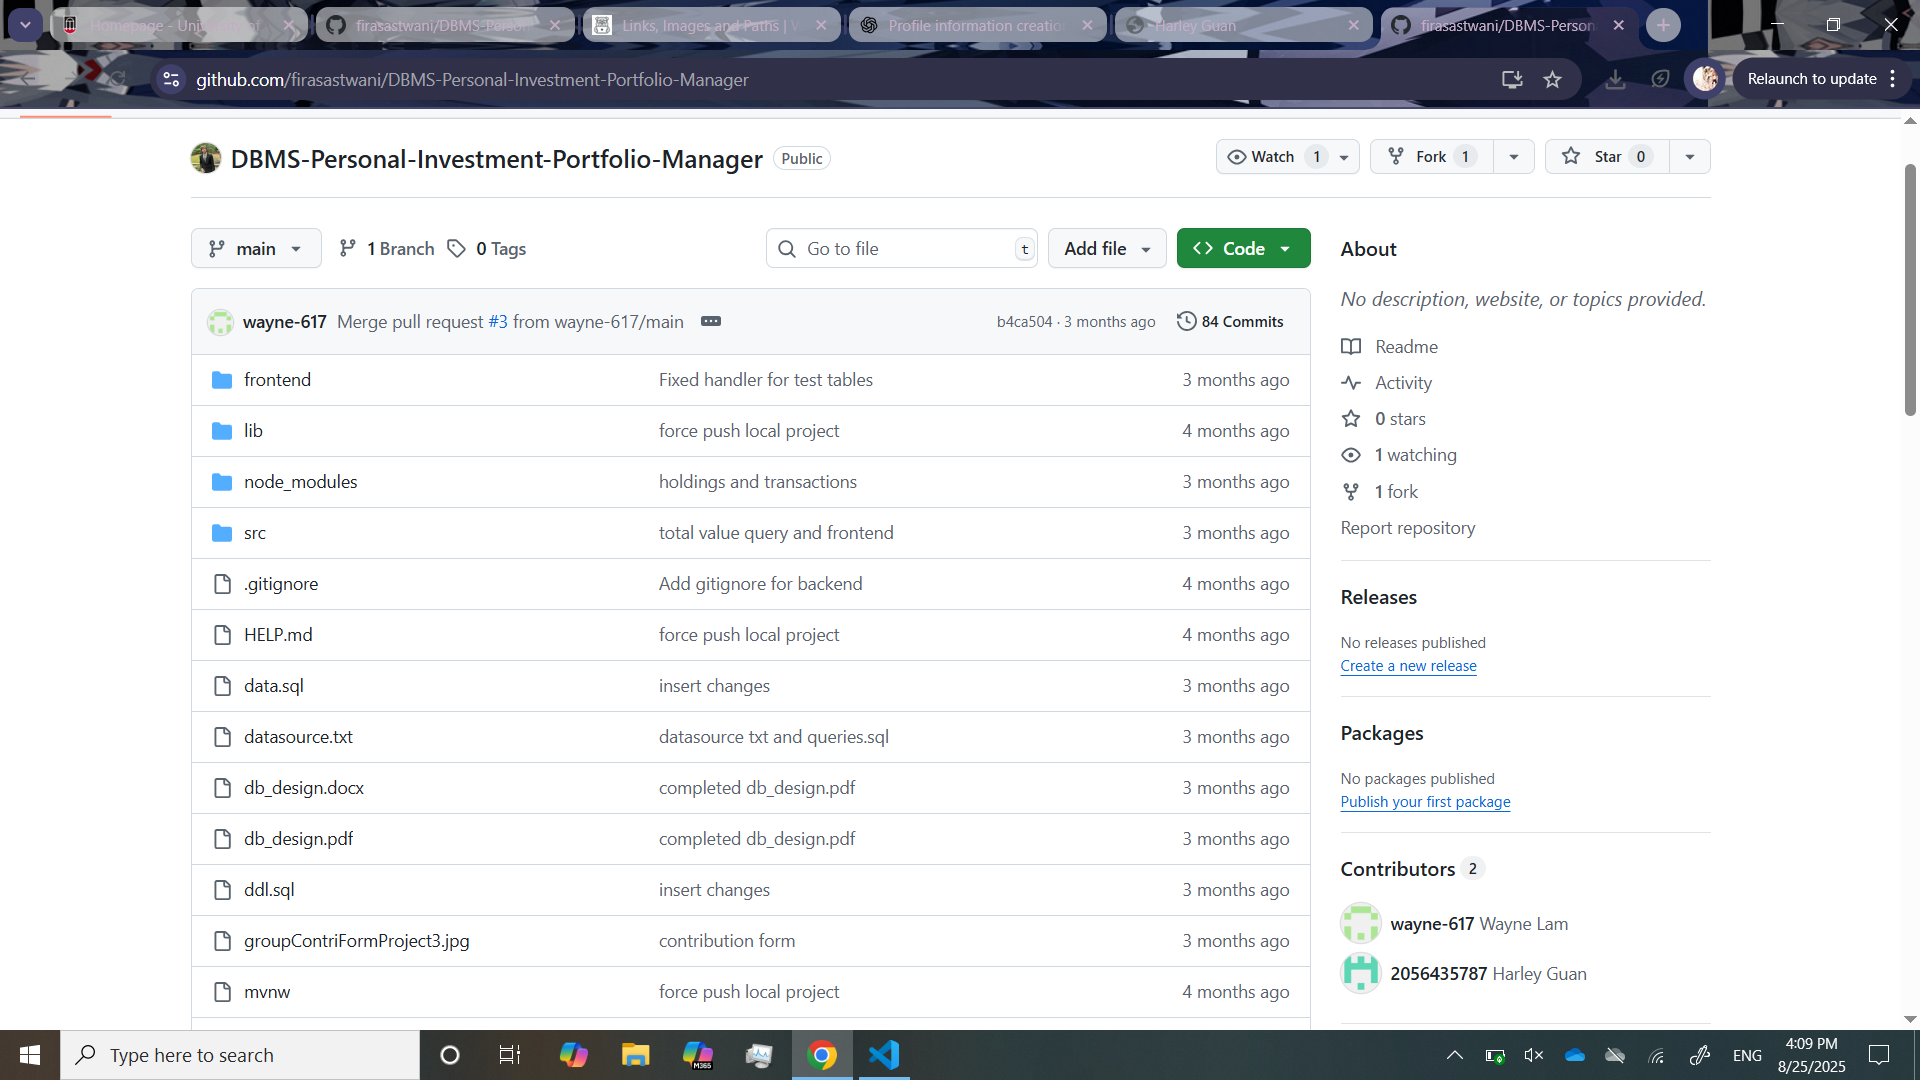 Homepage - Univ
firasastwani/DBMS-Person
Links, Images and Paths |
Profile information creatio
Harley Guan
firasastwani/DBMS-Person
github.com/firasastwani/DBMS-Personal-Investment-Portfolio-Manager
Relaunch to update
DBMS-Personal-Investment-Portfolio-Manager Public
Watch 1
Fork 1
Star 0
main
1 Branch
0 Tags
Go to file t
Add file
Code
wayne-617 Merge pull request #3 from wayne-617/main
b4ca504 · 3 months ago
84 Commits
frontend Fixed handler for test tables 3 months ago
lib force push local project 4 months ago
node_modules holdings and transactions 3 months ago
src total value query and frontend 3 months ago
.gitignore Add gitignore for backend 4 months ago
HELP.md force push local project 4 months ago
data.sql insert changes 3 months ago
datasource.txt datasource txt and queries.sql 3 months ago
db_design.docx completed db_design.pdf 3 months ago
db_design.pdf completed db_design.pdf 3 months ago
ddl.sql insert changes 3 months ago
groupContriFormProject3.jpg contribution form 3 months ago
mvnw force push local project 4 months ago
About
No description, website, or topics provided.
Readme
Activity
0 stars
1 watching
1 fork
Report repository
Releases
No releases published
Create a new release
Packages
No packages published
Publish your first package
Contributors 2
wayne-617 Wayne Lam
2056435787 Harley Guan
Type here to search
M365
ENG
4:09 PM
8/25/2025